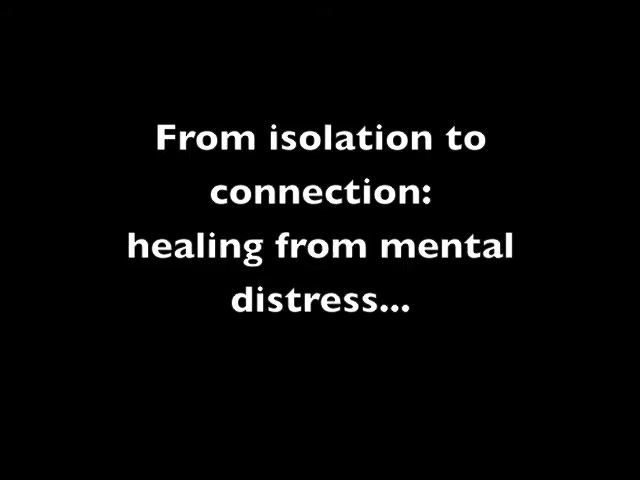 From isolation to
connection:
healing from mental
distress...